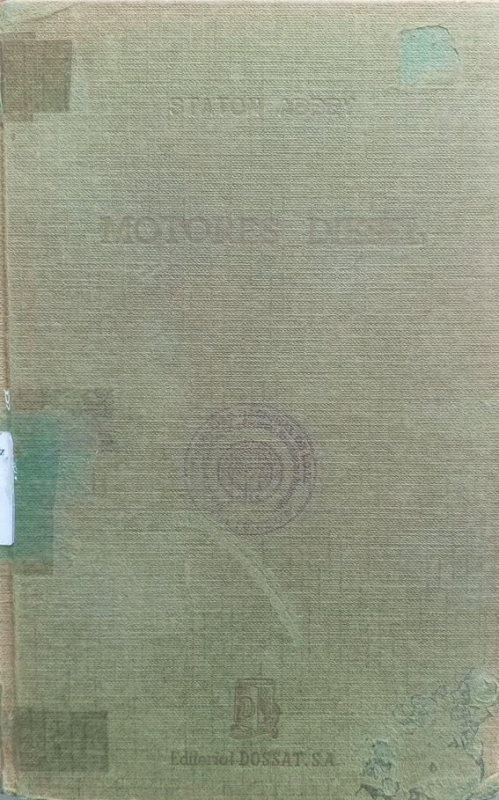 STATON ABBEY
MOTORES DIESEL
Editorial DOSSAT, S.A.